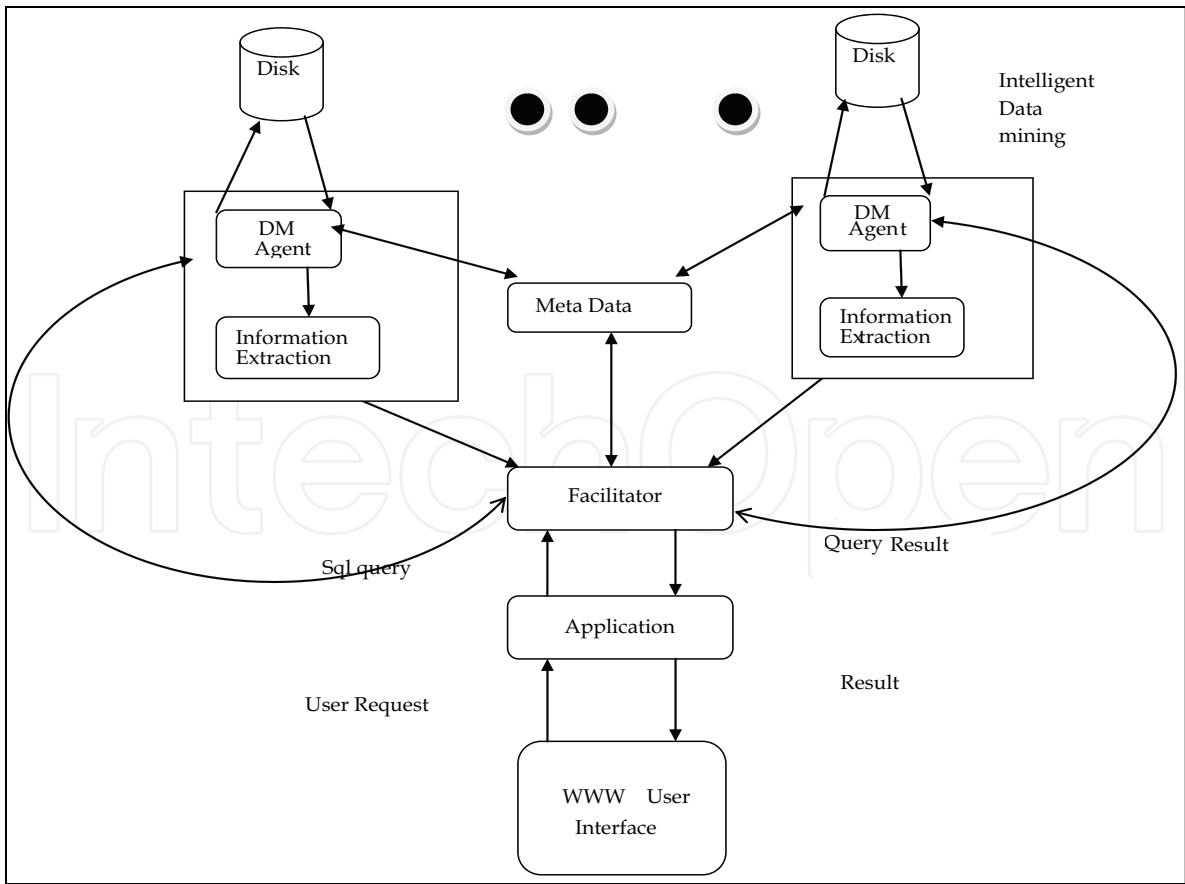 Disk
Disk
Intelligent
Data
mining
DM
Agent
DM
Agent
Meta Data
Information
Extraction
Information
Extraction
IntechOpen
Facilitator
Query Result
Sql query
Application
Result
User Request
WWW User
Interface